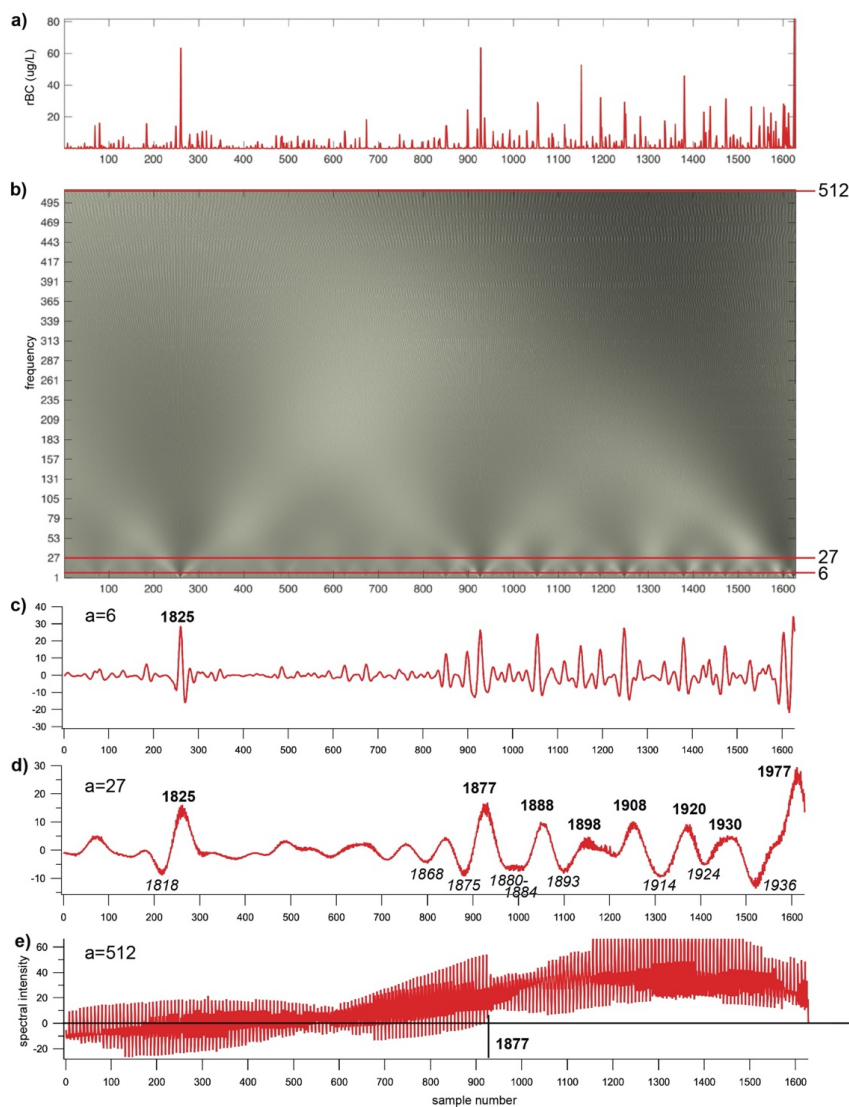 a)
80
60
40
20
rBC (ug/L)
100 200 300 400 500 600 700 800 900 1000 1100 1200 1300 1400 1500 1600
b)
512
495
469
443
417
391
365
339
313
287
261
235
209
183
157
131
105
79
53
27
1
frequency
27
6
100 200 300 400 500 600 700 800 900 1000 1100 1200 1300 1400 1500 1600
c)
a=6
1825
40
30
20
10
0
-10
-20
30
0 100 200 300 400 500 600 700 800 900 1000 1100 1200 1300 1400 1500 1600
d)
a=27
30
20
10
0
-10
1825 1877 1888 1898 1908 1920 1930 1977
1818 1868 1875 1880-1884 1893 1914 1924 1936
0 100 200 300 400 500 600 700 800 900 1000 1100 1200 1300 1400 1500 1600
e)
a=512
60
40
20
0
-20
spectral intensity
1877
0 100 200 300 400 500 600 700 800 900 1000 1100 1200 1300 1400 1500 1600
sample number